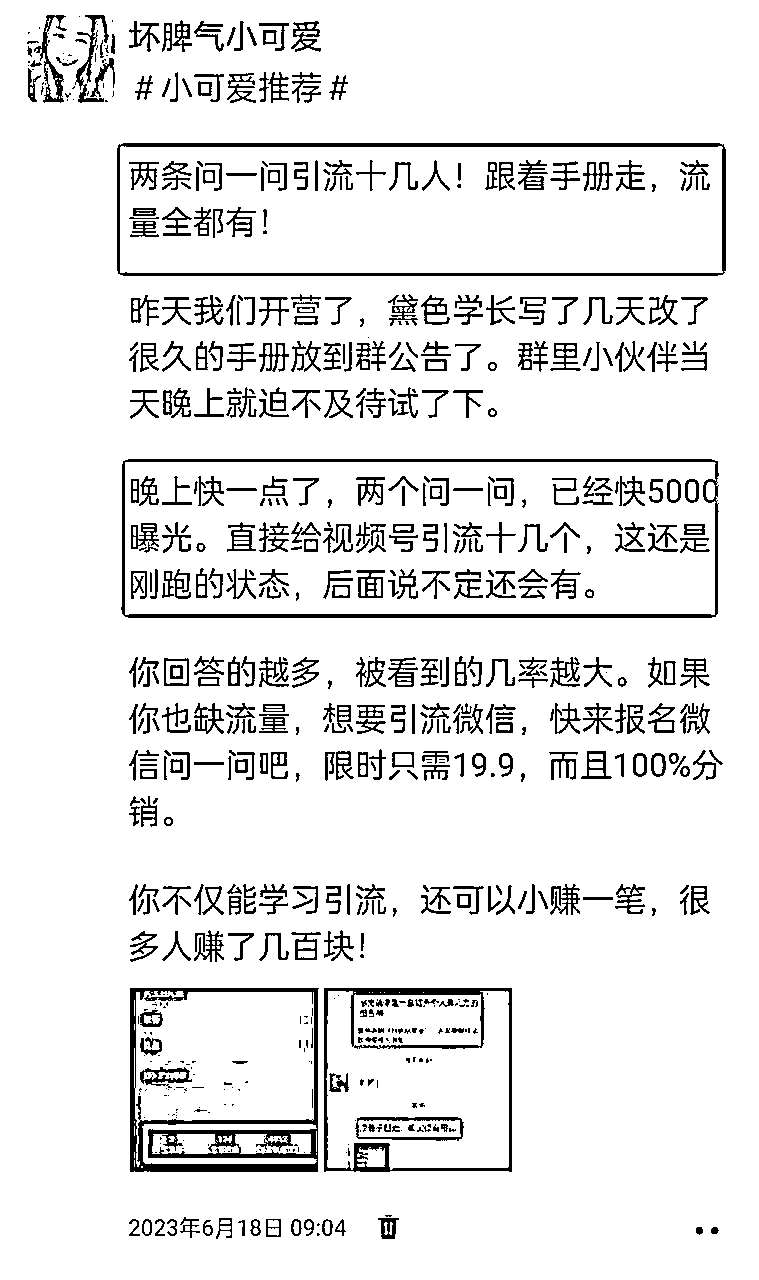 坏脾气小可爱
#小可爱推荐#
两条问一问引流十几人！跟着手册走，流
量全都有！
昨天我们开营了，黛色学长写了几天改了
很久的手册放到群公告了。群里小伙伴当
天晚上就迫不及待试了下。
晚上快一点了，两个问一问，已经快5000
曝光。直接给视频号引流十几个，这还是
刚跑的状态，后面说不定还会有。
你回答的越多，被看到的几率越大。如果
你也缺流量，想要引流微信，快来报名微
信问一问吧，限时只需19.9，而且100%分
销。
你不仅能学习引流，还可以小赚一笔，很
多人赚了几百块！
2023年6月18日 09:04